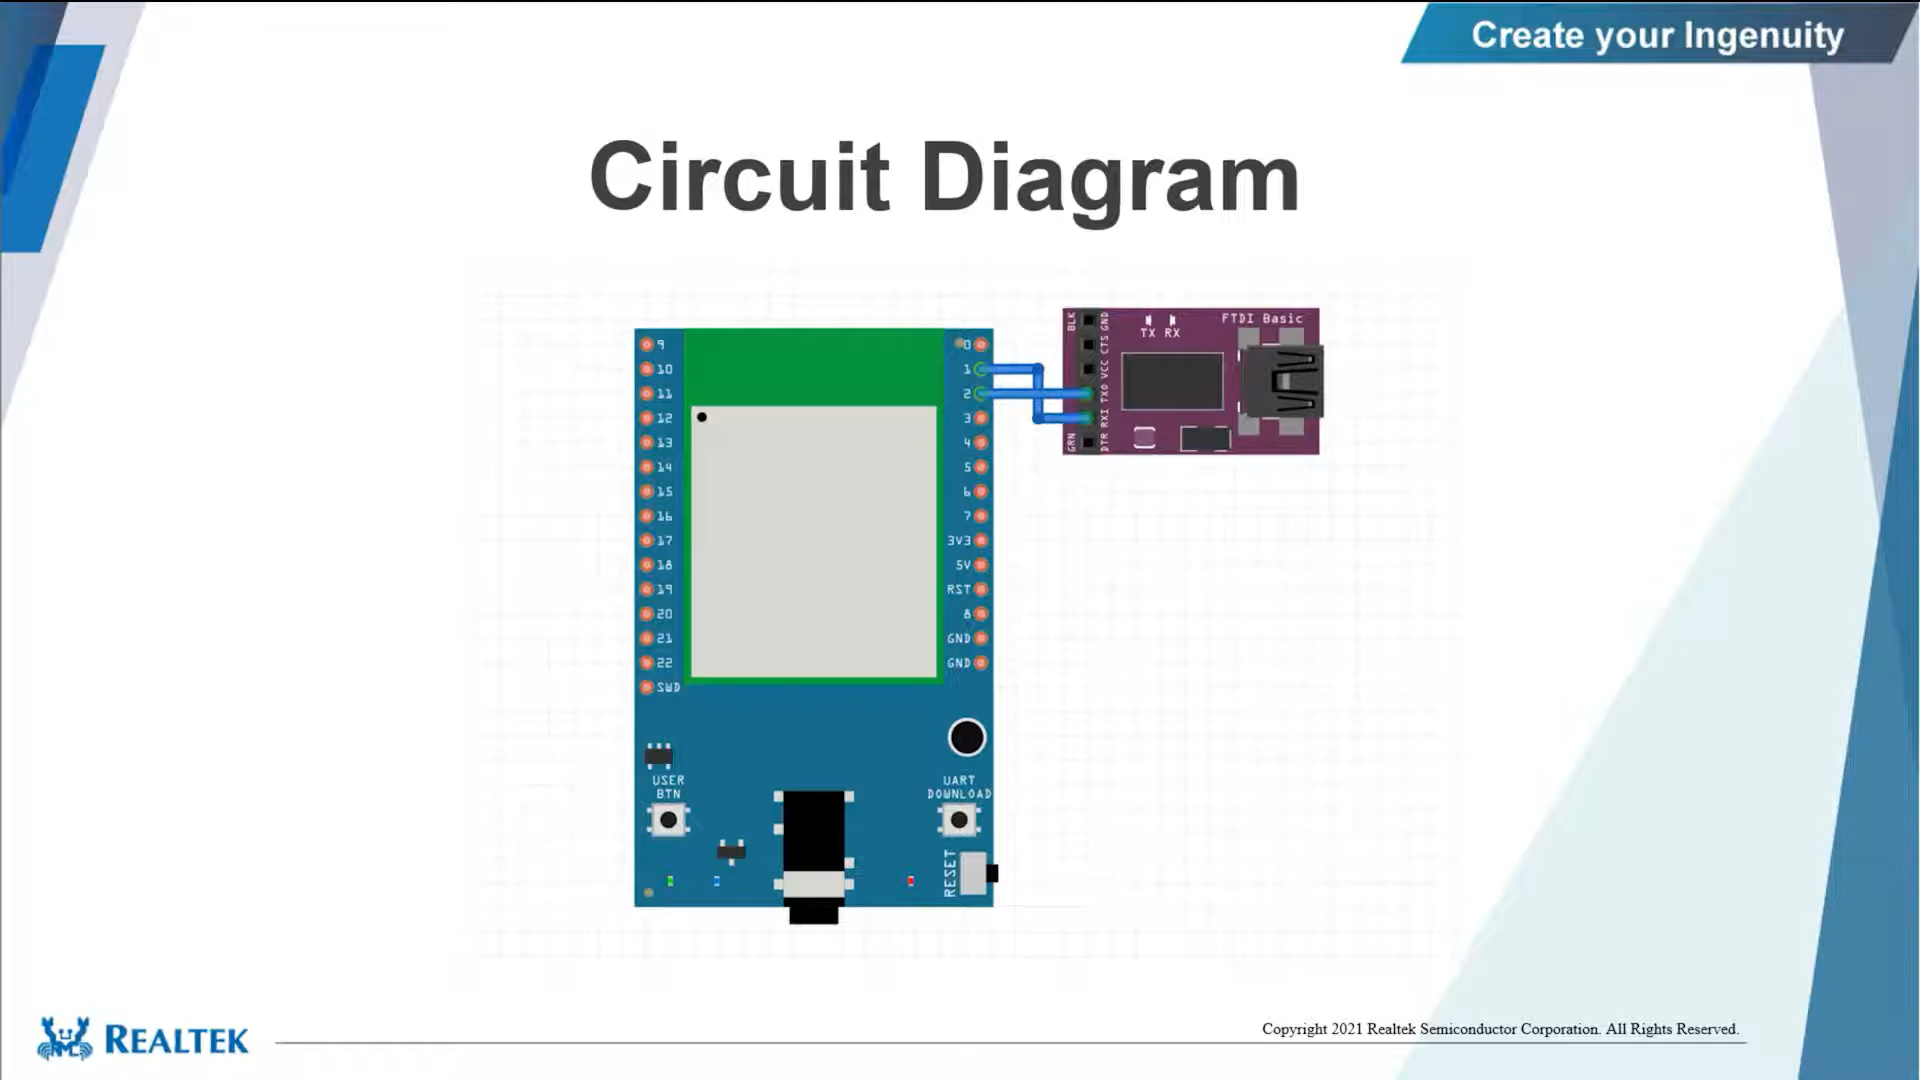 Create your Ingenuity
Circuit Diagram
9
10
11
12
13
14
15
16
17
18
19
20
21
22
SWD
0
1
2
3
4
5
6
7
3V3
5V
RST
8
GND
GND
BLK
GRN
GND
CTS
VCC
TXO
RXI
DTR
TX RX
FTDI Basic
USER
BTN
UART
DOWNLOAD
RESET
REALTEK
Copyright 2021 Realtek Semiconductor Corporation. All Rights Reserved.